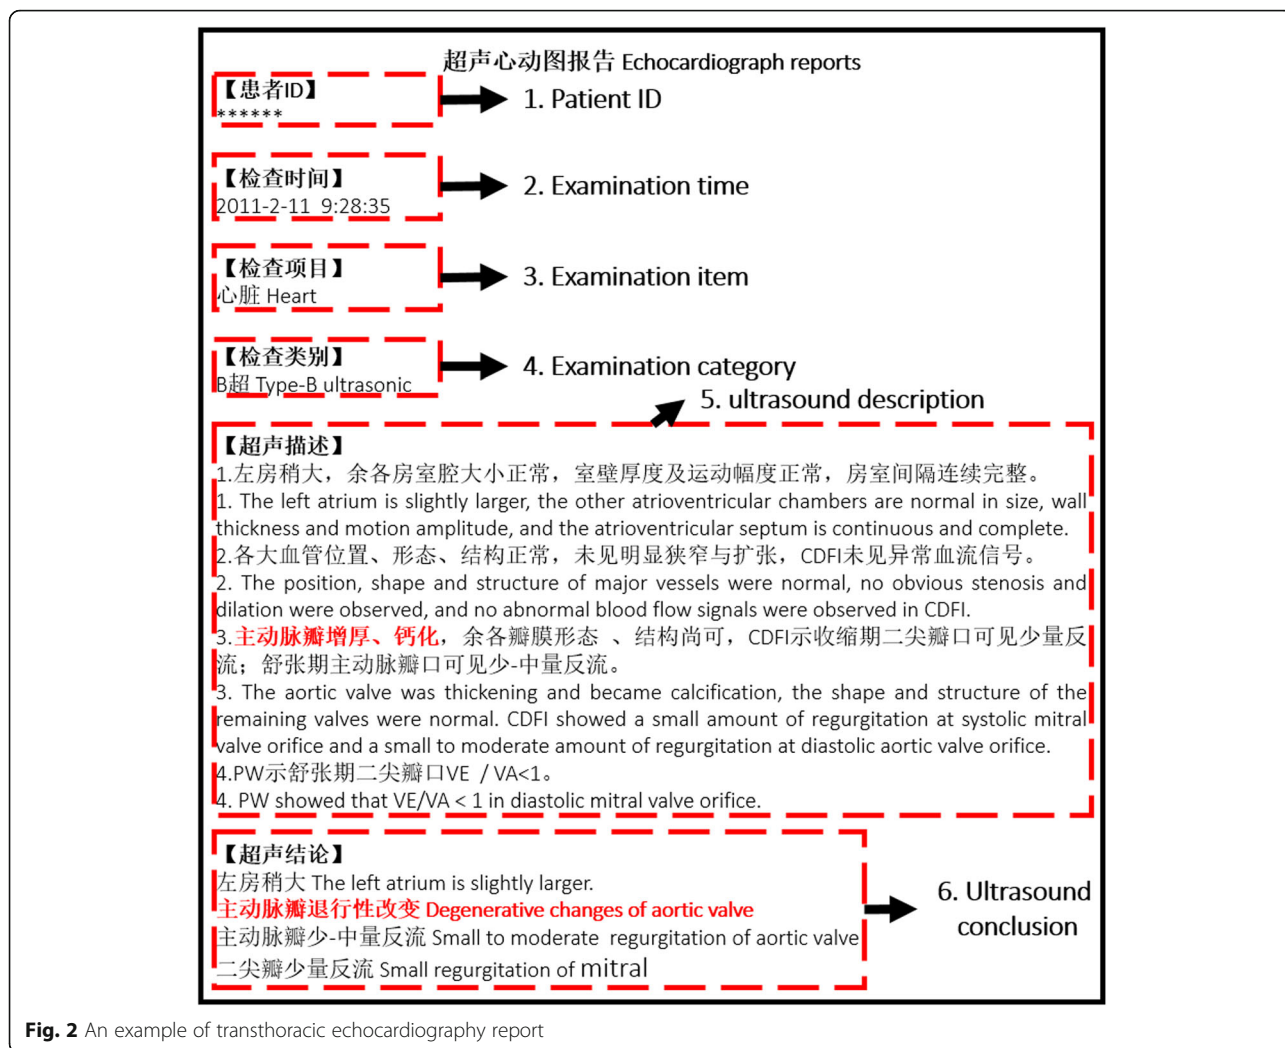 超声心动图报告 Echocardiograph reports
【患者ID】
******
1. Patient ID
【检查时间】
2011-2-11 9:28:35
2. Examination time
【检查项目】
心脏 Heart
3. Examination item
【检查类别】
B超 Type-B ultrasonic
4. Examination category
5. ultrasound description
【超声描述】
1.左房稍大，余各房室腔大小正常，室壁厚度及运动幅度正常，房室间隔连续完整。
1. The left atrium is slightly larger, the other atrioventricular chambers are normal in size, wall
thickness and motion amplitude, and the atrioventricular septum is continuous and complete.
2.各大血管位置、形态、结构正常，未见明显狭窄与扩张，CDFI未见异常血流信号。
2. The position, shape and structure of major vessels were normal, no obvious stenosis and
dilation were observed, and no abnormal blood flow signals were observed in CDFI.
3.主动脉瓣增厚、钙化，余各瓣膜形态 、结构尚可，CDFI示收缩期二尖瓣口可见少量反
流；舒张期主动脉瓣口可见少-中量反流。
3. The aortic valve was thickening and became calcification, the shape and structure of the
remaining valves were normal. CDFI showed a small amount of regurgitation at systolic mitral
valve orifice and a small to moderate amount of regurgitation at diastolic aortic valve orifice.
4.PW示舒张期二尖瓣口VE / VA<1。
4. PW showed that VE/VA < 1 in diastolic mitral valve orifice.
【超声结论】
左房稍大 The left atrium is slightly larger.
主动脉瓣退行性改变 Degenerative changes of aortic valve
主动脉瓣少-中量反流 Small to moderate regurgitation of aortic valve
二尖瓣少量反流 Small regurgitation of mitral
6. Ultrasound
conclusion
Fig. 2 An example of transthoracic echocardiography report